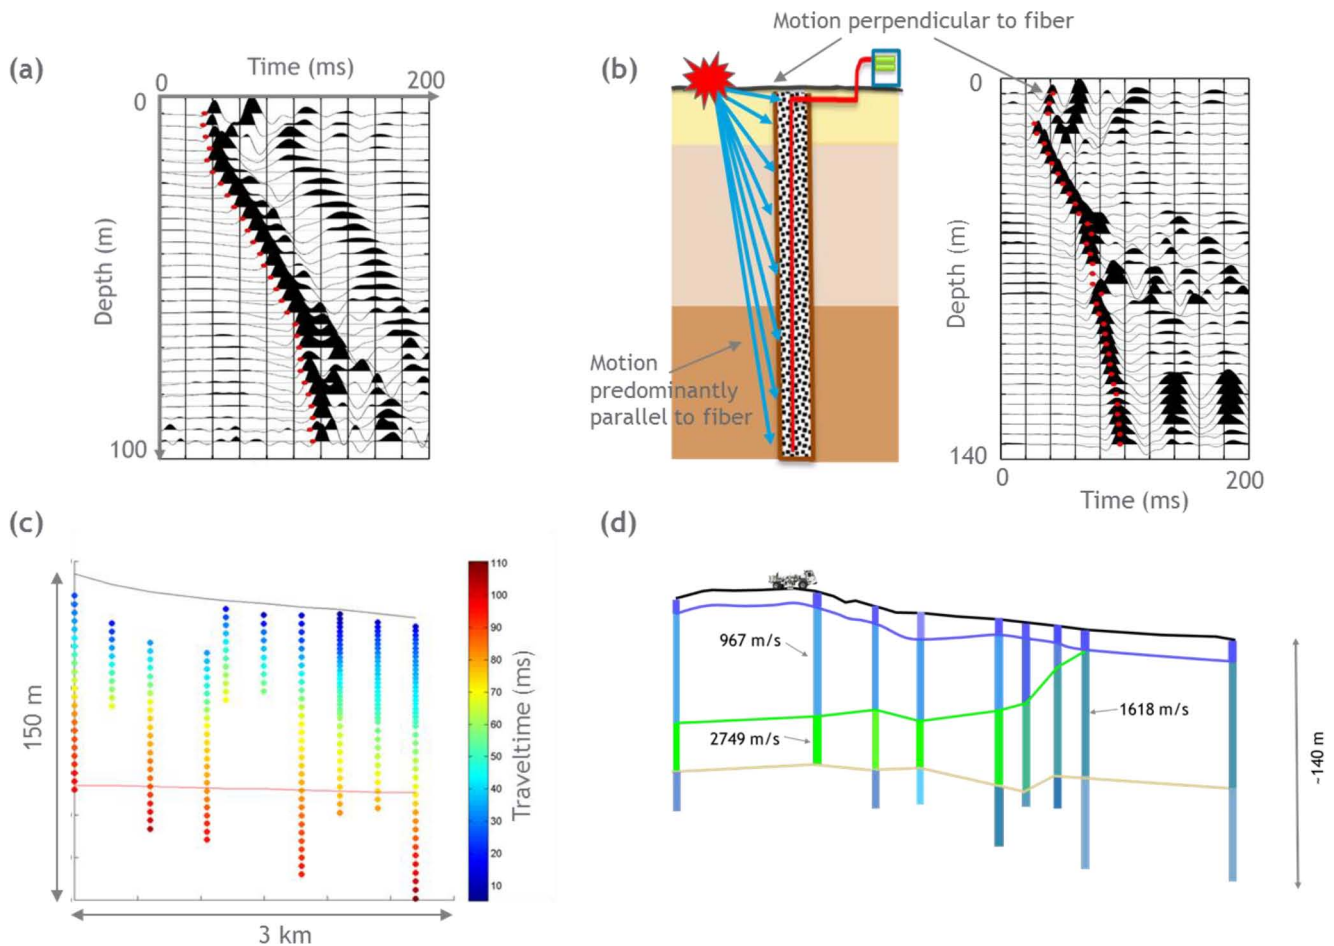 Motion perpendicular to fiber
(a)
Time (ms)
0
200
0
Depth (m)
100
(b)
Motion
predominantly
parallel to fiber
0
Depth (m)
140
0
200
Time (ms)
(c)
150 m
3 km
110
100
90
80
70
60
50
40
30
20
10
Traveltime (ms)
(d)
967 m/s
2749 m/s
1618 m/s
~140 m